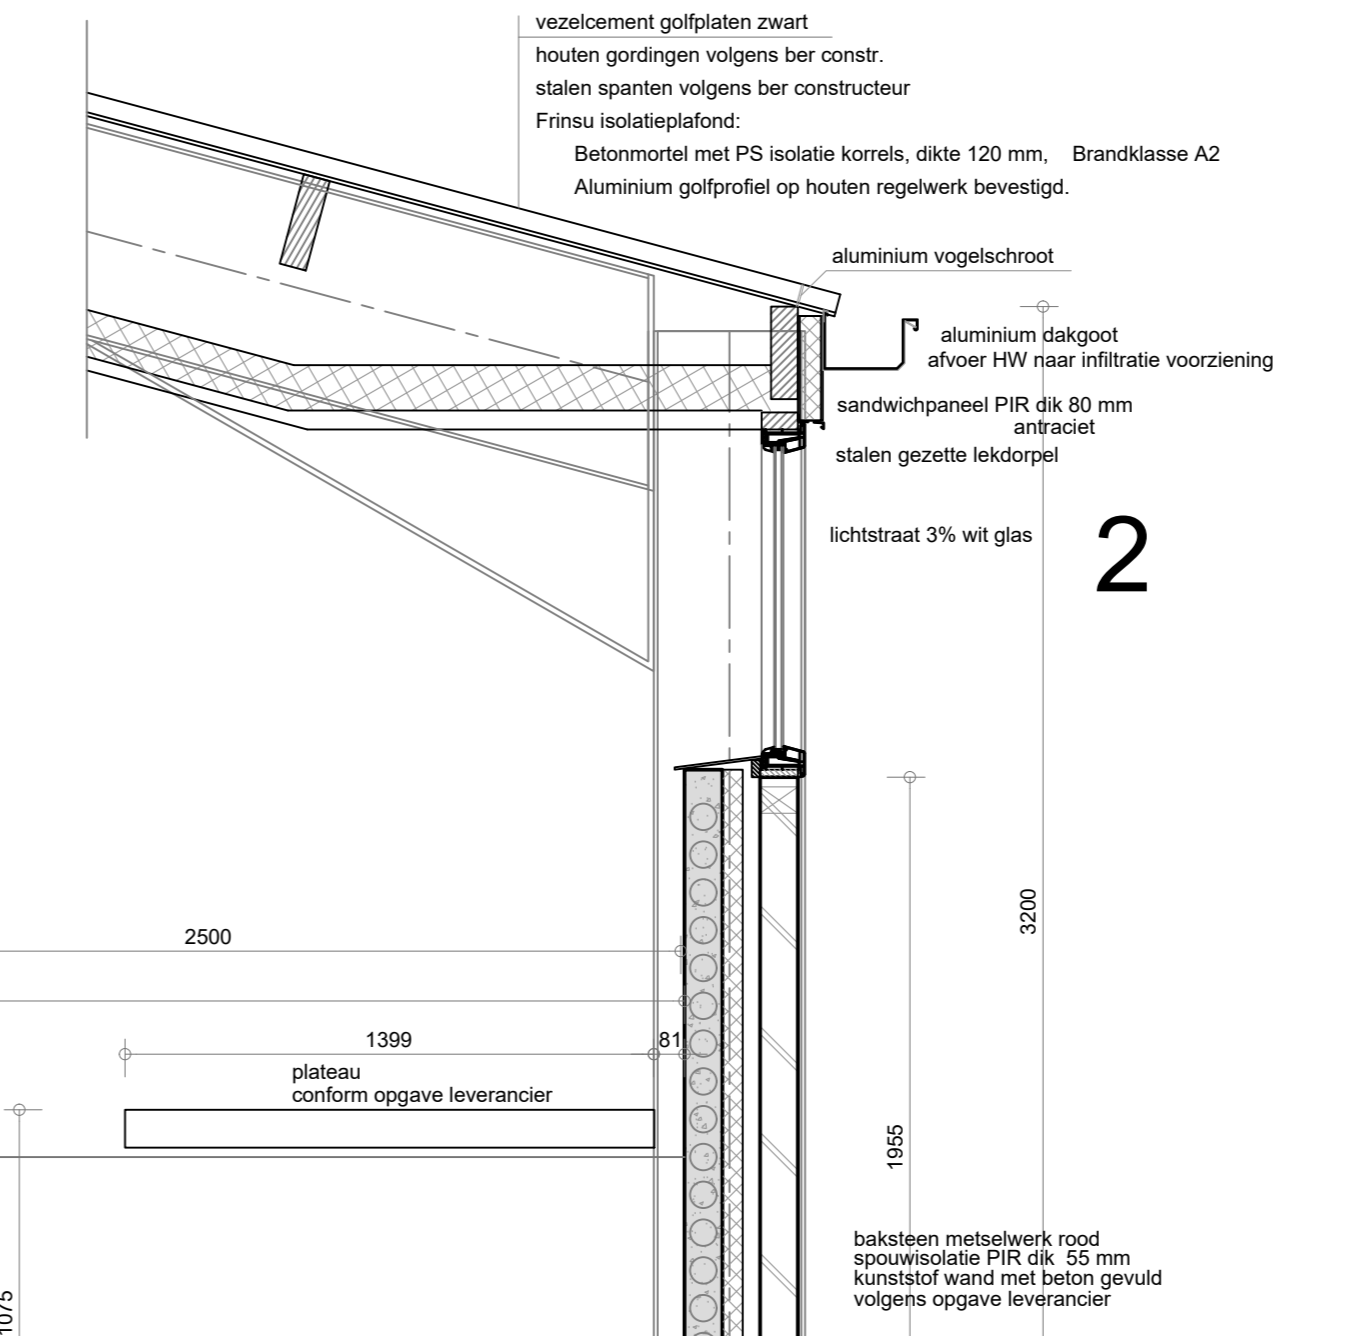 vezelcement golfplaten zwart
houten gordingen volgens ber constr.
stalen spanten volgens ber constructeur
Frinsu isolatieplafond:
Betonmortel met PS isolatie korrels, dikte 120 mm, Brandklasse A2
Aluminium golfprofiel op houten regelwerk bevestigd.
aluminium vogelschroot
aluminium dakgoot
afvoer HW naar infiltratie voorziening
sandwichpaneel PIR dik 80 mm
antraciet
stalen gezette lekdorpel
lichtstraat 3% wit glas
2
3200
2500
1399
81
plateau
conform opgave leverancier
1955
baksteen metselwerk rood
spouwisolatie PIR dik 55 mm
kunststof wand met beton gevuld
volgens opgave leverancier
1075